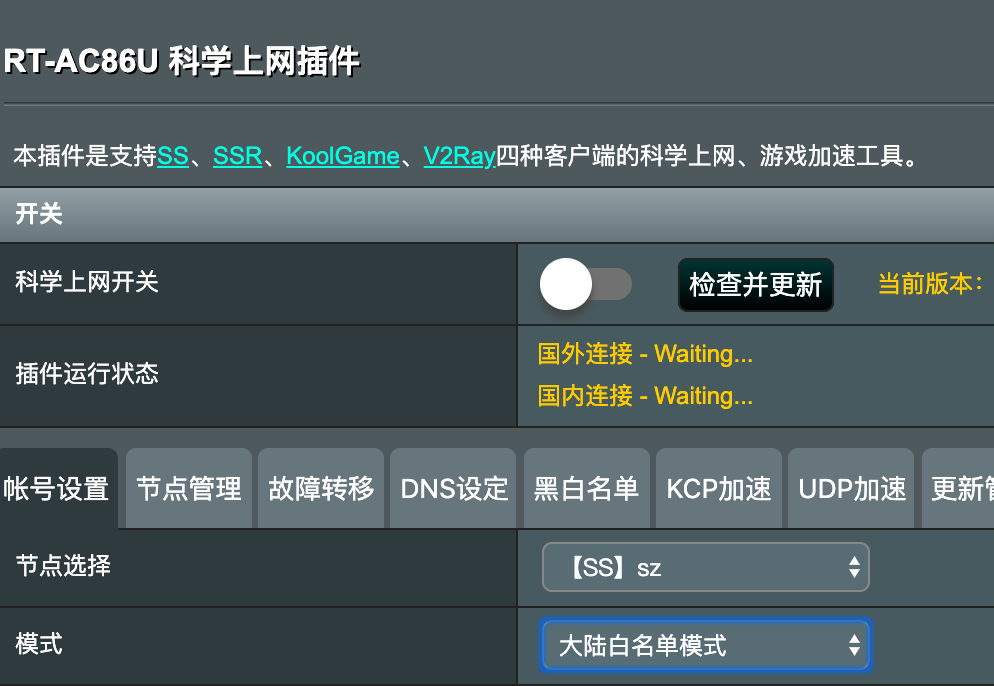 RT-AC86U 科学上网插件
本插件是支持SS、SSR、KoolGame、V2Ray四种客户端的科学上网、游戏加速工具。
开关
科学上网开关 检查并更新 当前版本：
插件运行状态 国外连接 - Waiting...
国内连接 - Waiting...
帐号设置 节点管理 故障转移 DNS设定 黑白名单 KCP加速 UDP加速 更新
节点选择 【SS】sz
模式 大陆白名单模式